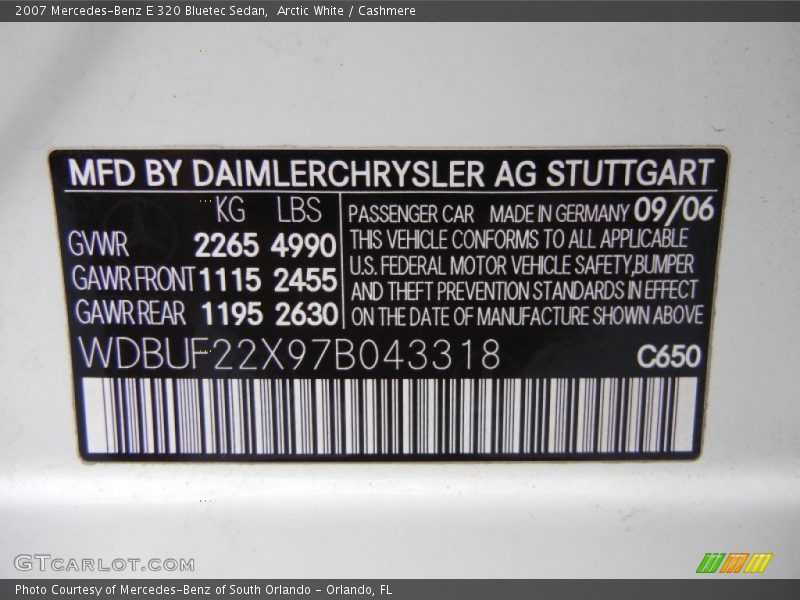 2007 Mercedes-Benz E 320 Bluetec Sedan,  Arctic White / Cashmere
MFD BY DAIMLERCHRYSLER AG STUTTGART
KG LBS
GVWR 2265 4990
GAWR FRONT 1115 2455
GAWR REAR 1195 2630
PASSENGER CAR MADE IN GERMANY 09/06
THIS VEHICLE CONFORMS TO ALL APPLICABLE
U.S. FEDERAL MOTOR VEHICLE SAFETY,BUMPER
AND THEFT PREVENTION STANDARDS IN EFFECT
ON THE DATE OF MANUFACTURE SHOWN ABOVE
WDBUF22X97B043318 C650
GTCARLOT.COM
Photo Courtesy of Mercedes-Benz of South Orlando - Orlando, FL